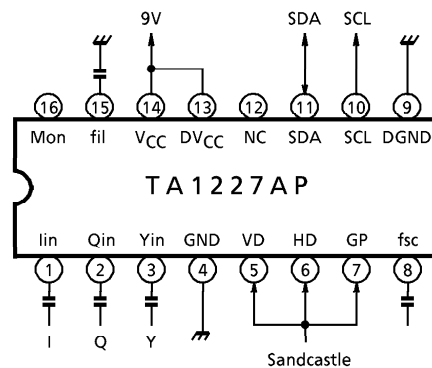 9V SDA SCL
16 15 14 13 12 11 10 9
Mon fil VCC DVCC NC SDA SCL DGND
TA1227AP
Iin Qin Yin GND VD HD GP fsc
1 2 3 4 5 6 7 8
I Q Y
Sandcastle